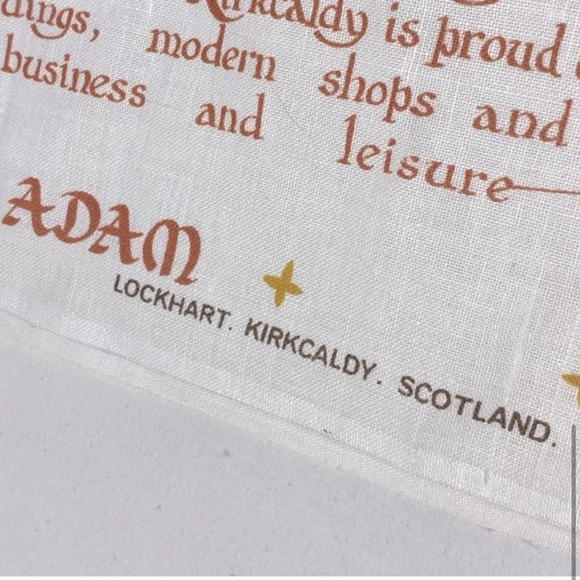 Kirkcaldy is proud
dings, modern shops and
business and leisure
ADAM
LOCKHART. KIRKCALDY. SCOTLAND.